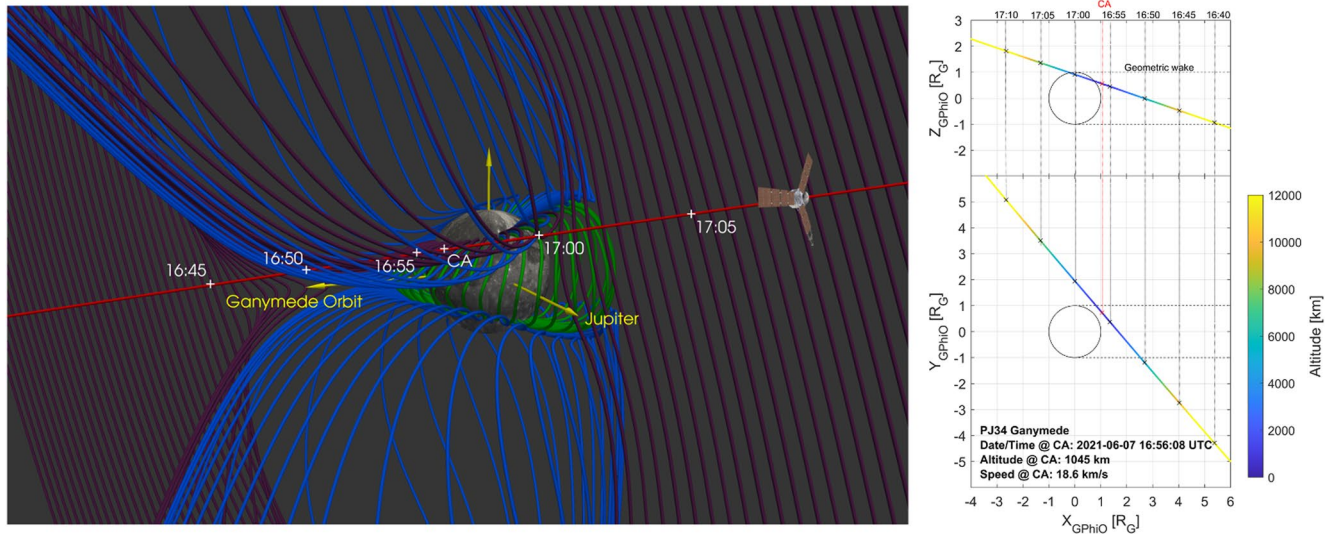 16:45
16:50
16:55
CA
17:00
17:05
Ganymede Orbit
Jupiter
CA
17:10 17:05 17:00 16:55 16:50 16:45 16:40
3
2
1
0
-1
-2
Z_GPhiO [R_G]
Geometric wake
5
4
3
2
1
0
-1
-2
-3
-4
-5
Y_GPhiO [R_G]
PJ34 Ganymede
Date/Time @ CA: 2021-06-07 16:56:08 UTC
Altitude @ CA: 1045 km
Speed @ CA: 18.6 km/s
-4 -3 -2 -1 0 1 2 3 4 5 6
X_GPhiO [R_G]
12000
10000
8000
6000
4000
2000
0
Altitude [km]